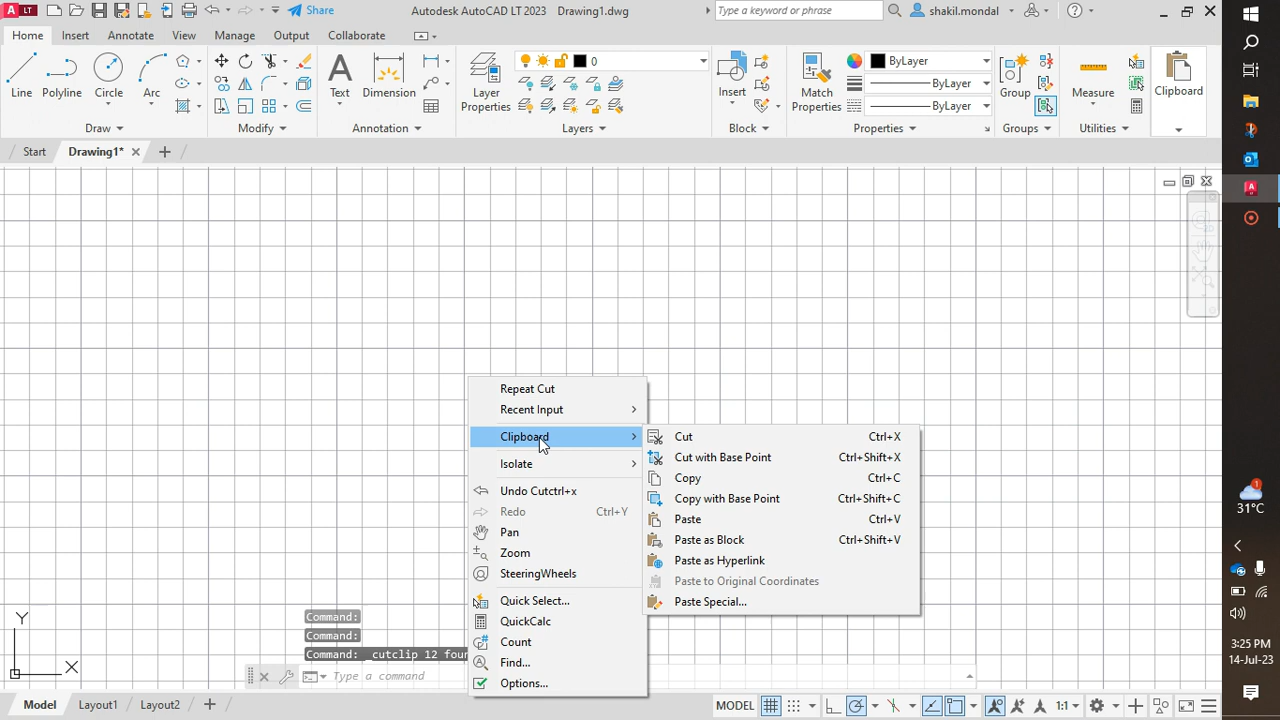 LT
Share
Autodesk AutoCAD LT 2023 Drawing1.dwg
Type a keyword or phrase
shakil.mondal
Home Insert Annotate View Manage Output Collaborate
Line Polyline Circle Text Dimension Layer Properties 0 Insert Match Properties ByLayer ByLayer ByLayer Group Measure Clipboard
Draw Modify Annotation Layers Block Properties Groups Utilities
Start Drawing1*
Repeat Cut
Recent Input
Clipboard
Isolate
Undo Cutctrl+x
Redo Ctrl+Y
Pan
Zoom
SteeringWheels
Quick Select...
QuickCalc
Count
Find...
Options...
Cut Ctrl+X
Cut with Base Point Ctrl+Shift+X
Copy Ctrl+C
Copy with Base Point Ctrl+Shift+C
Paste Ctrl+V
Paste as Block Ctrl+Shift+V
Paste as Hyperlink
Paste to Original Coordinates
Paste Special...
Y
X
Command:
Command:
Command: _cutclip 12 foun
Type a command
Model Layout1 Layout2
MODEL 1:1
1
31°C
3:25 PM
14-Jul-23